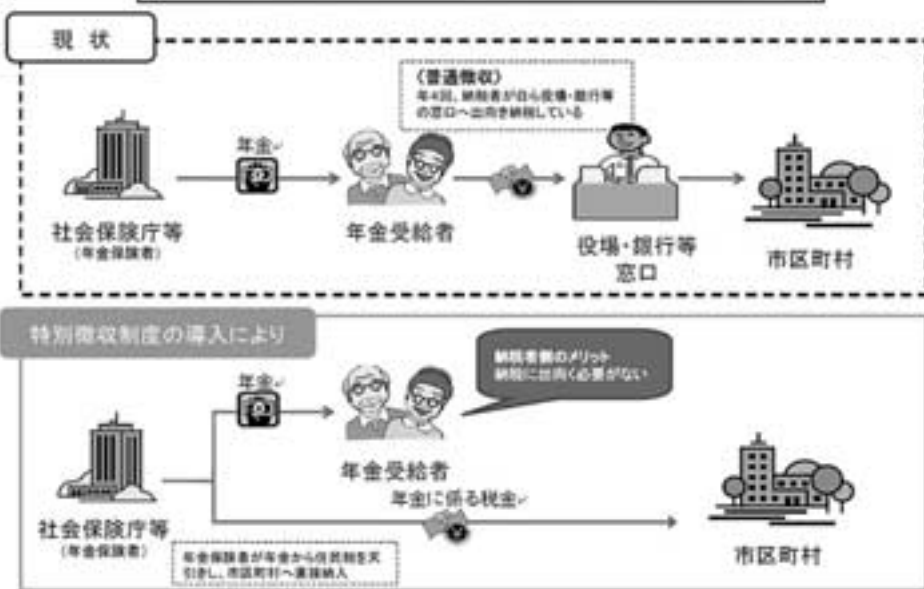 現 状
《普通徴収》
年4回、納税者が自ら役場・銀行等
の窓口へ出向き納税している
年金
社会保険庁等
(年金保険者)
年金受給者
役場・銀行等
窓口
市区町村
特別徴収制度の導入により
納税者側のメリット
納税に出向く必要がない
年金
年金受給者
年金に係る税金
社会保険庁等
(年金保険者)
年金保険者が年金から住民税を天
引きし、市区町村へ直接納入
市区町村